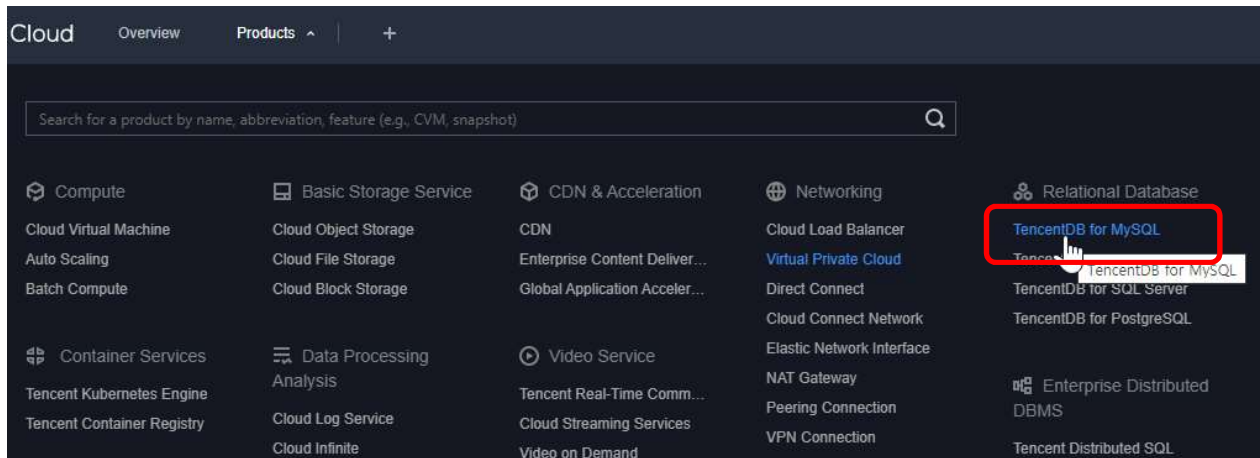 Cloud Overview Products +
Search for a product by name, abbreviation, feature (e.g., CVM, snapshot)
Compute
Cloud Virtual Machine
Auto Scaling
Batch Compute
Container Services
Tencent Kubernetes Engine
Tencent Container Registry
Basic Storage Service
Cloud Object Storage
Cloud File Storage
Cloud Block Storage
Data Processing
Analysis
Cloud Log Service
Cloud Infinite
CDN & Acceleration
CDN
Enterprise Content Deliver...
Global Application Acceler...
Video Service
Tencent Real-Time Comm...
Cloud Streaming Services
Video on Demand
Networking
Cloud Load Balancer
Virtual Private Cloud
Direct Connect
Cloud Connect Network
Elastic Network Interface
NAT Gateway
Peering Connection
VPN Connection
Relational Database
TencentDB for MySQL
TencentDB for MySQL
TencentDB for SQL Server
TencentDB for PostgreSQL
Enterprise Distributed
DBMS
Tencent Distributed SQL